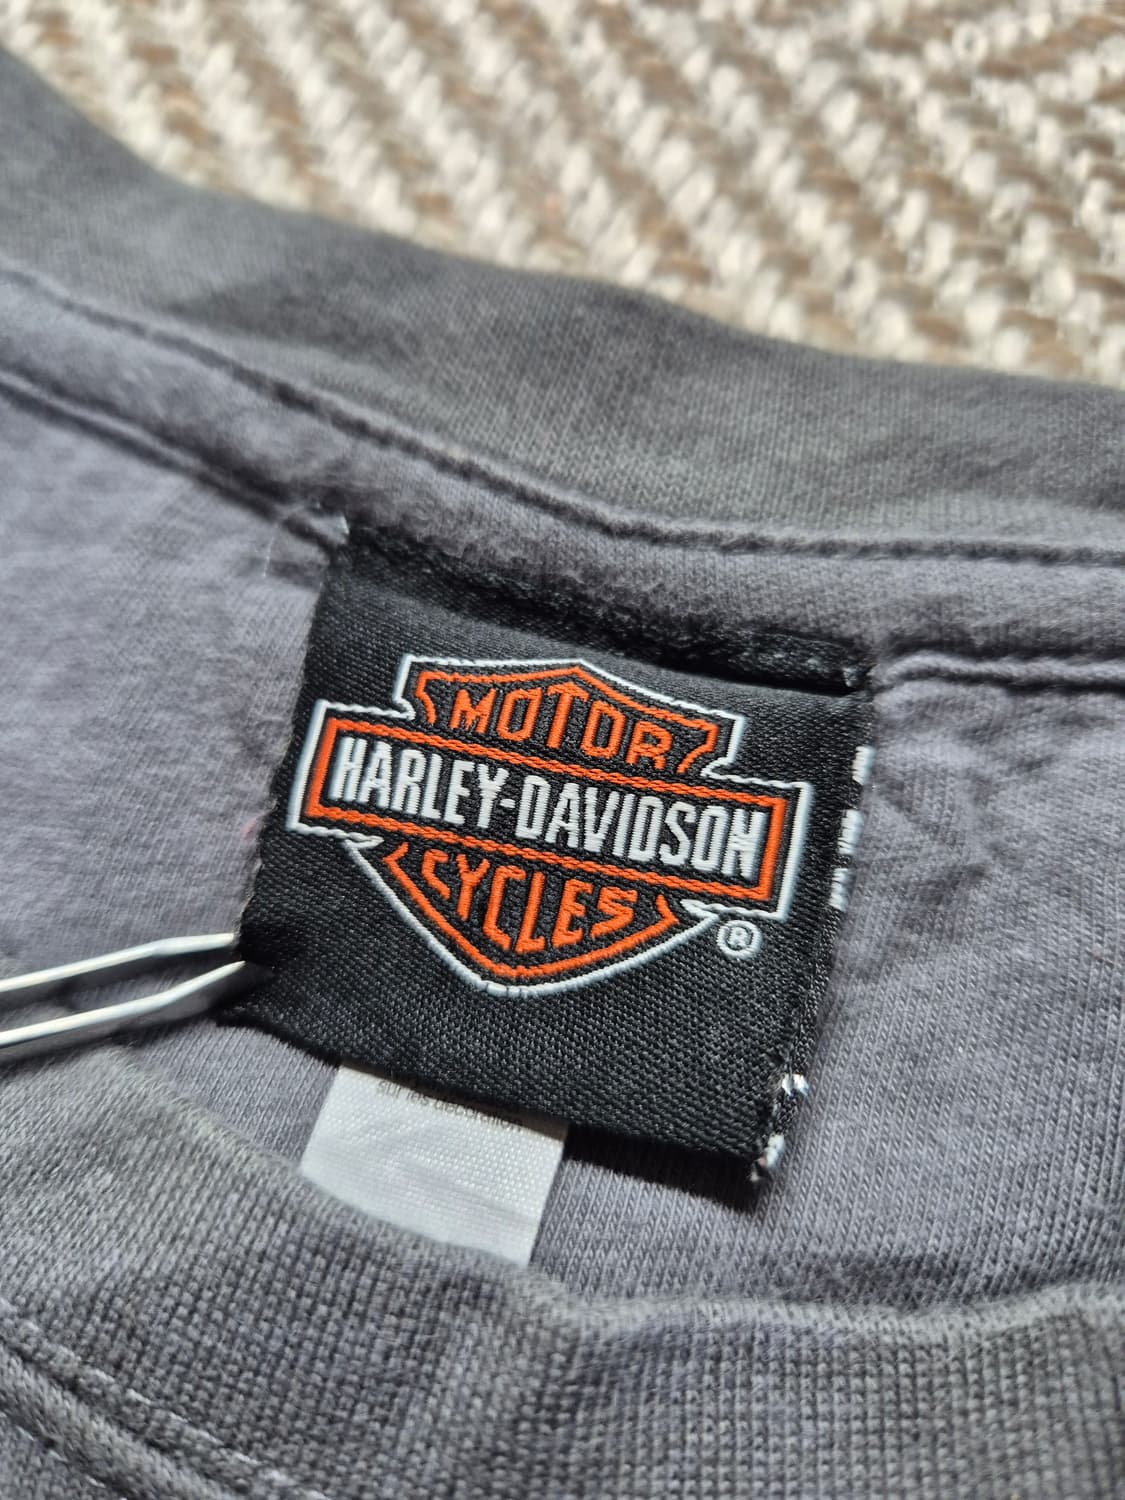 MOTOR
HARLEY-DAVIDSON
CYCLES
®